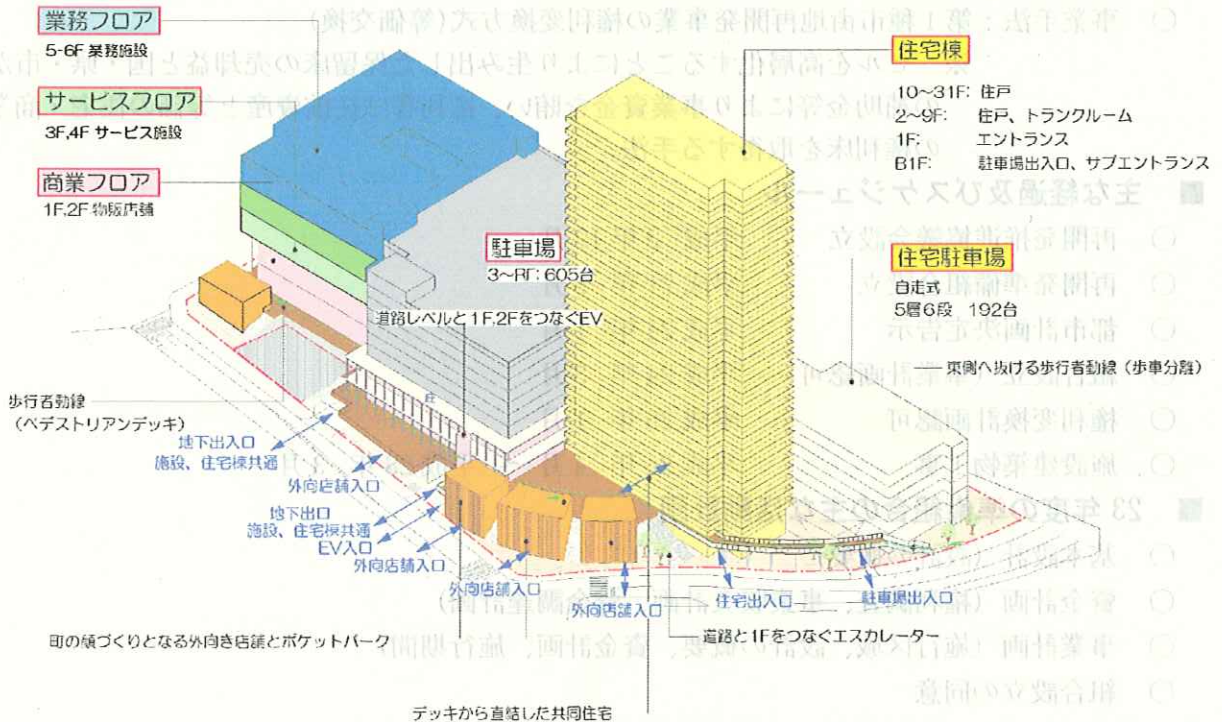 業務フロア
5-6F 業務施設
サービスフロア
3F,4F サービス施設
商業フロア
1F,2F 物販店舗
住宅棟
10~31F: 住戸
2~9F: 住戸、トランクルーム
1F: エントランス
B1F: 駐車場出入口、サブエントランス
駐車場
3~RF: 605台
住宅駐車場
自走式
5層6段 192台
道路レベルと1F,2FをつなぐEV
東側へ抜ける歩行者動線(歩車分離)
歩行者動線
(ペデストリアンデッキ)
地下出入口
施設、住宅棟共通
外向店舗入口
地下出口
施設、住宅棟共通
EV入口
外向店舗入口
外向店舗入口
外向店舗入口
住宅出入口
駐車場出入口
町の顔づくりとなる外向き店舗とポケットパーク
道路と1Fをつなぐエスカレーター
デッキから直結した共同住宅